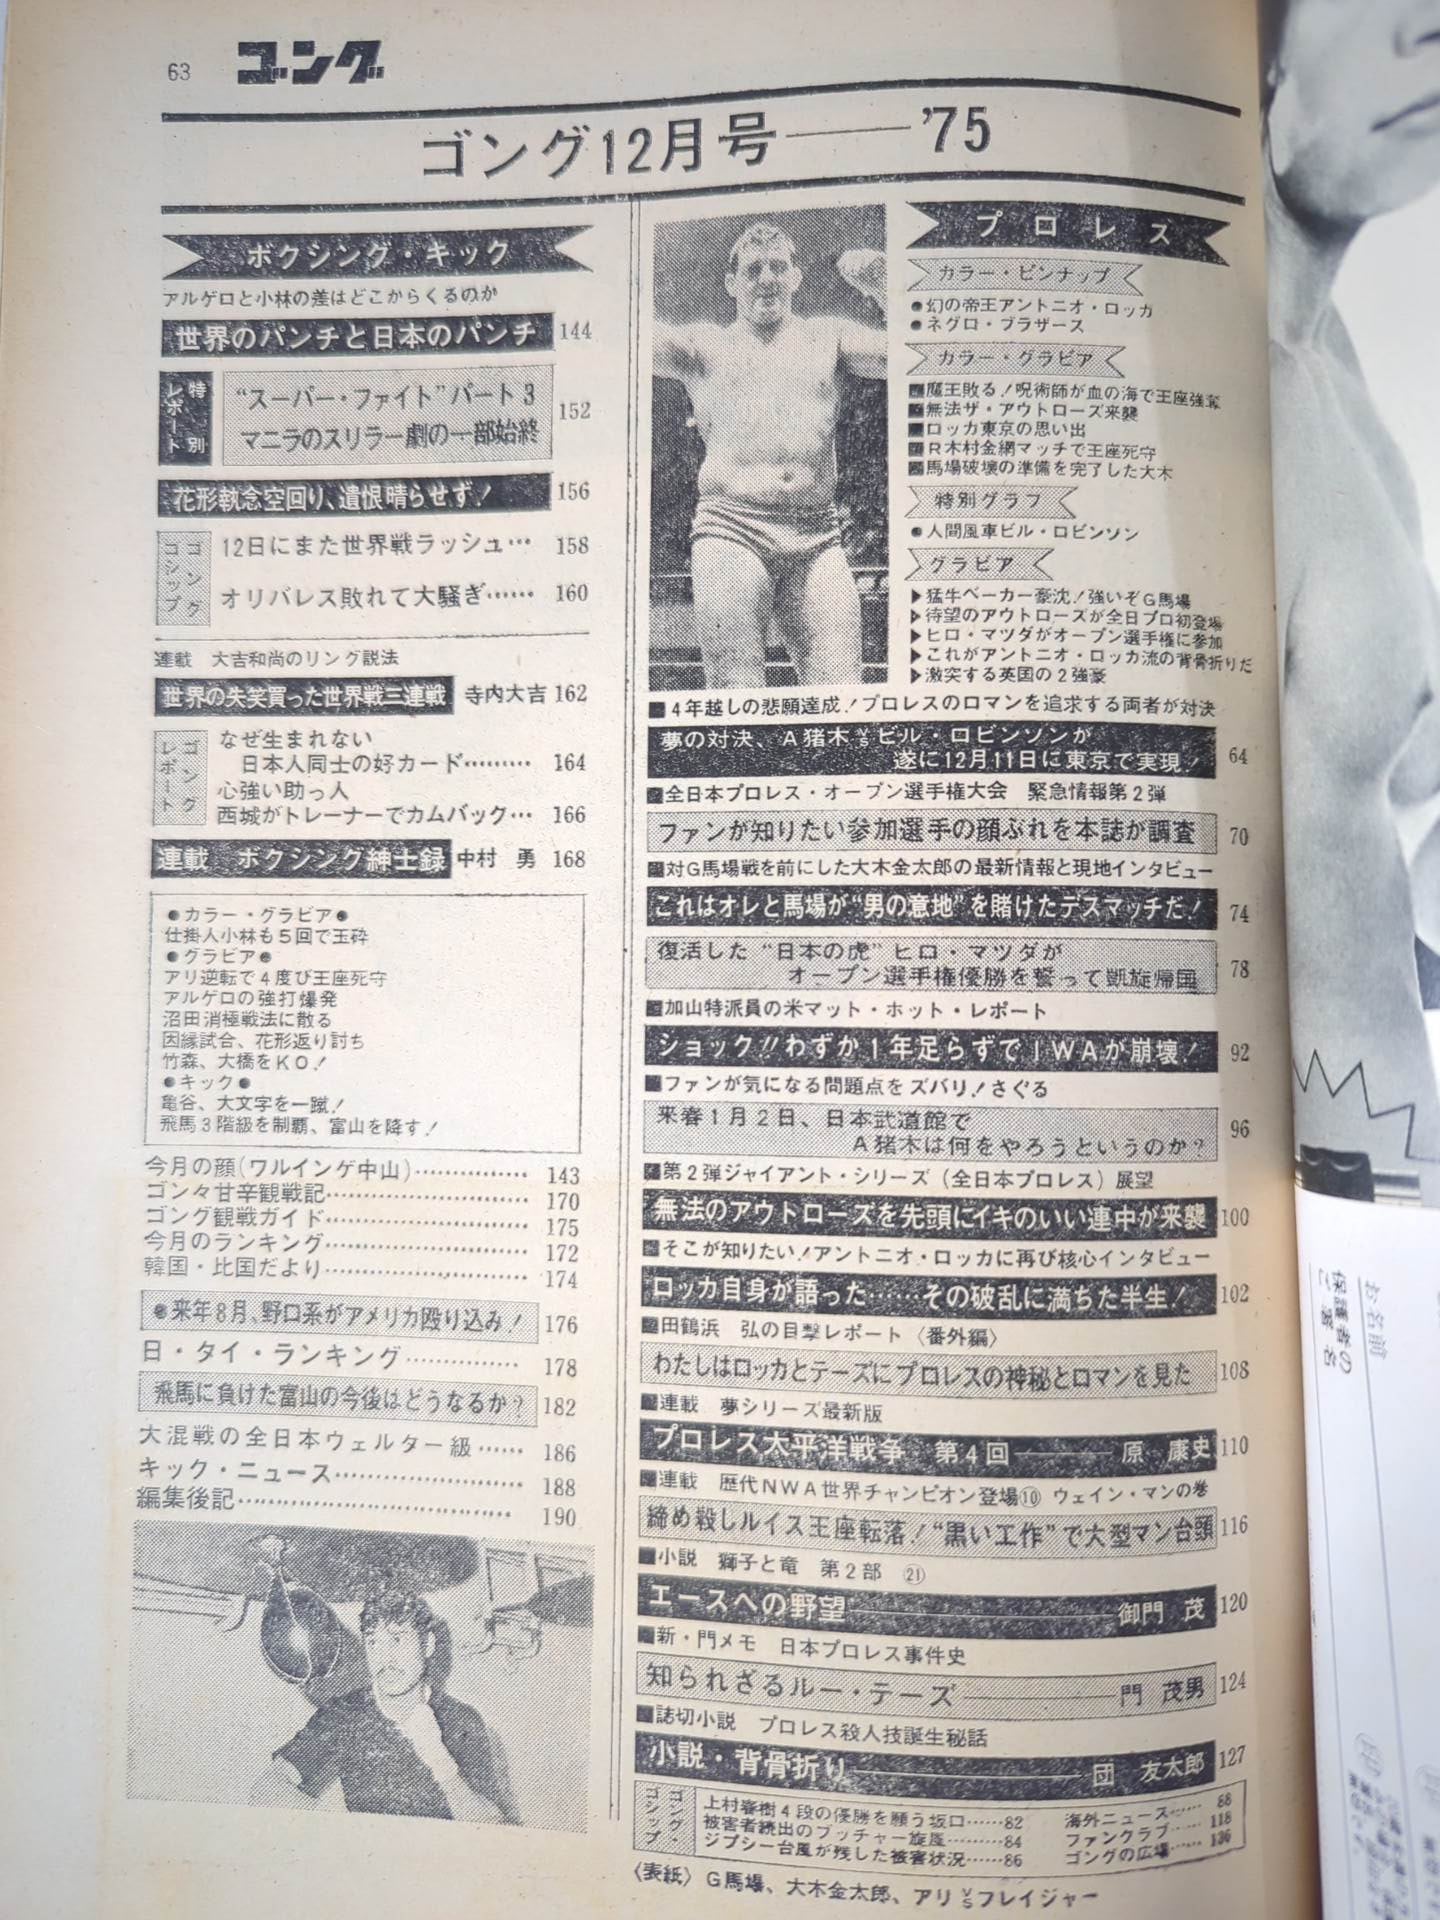 63 ゴング
ゴング12月号――'75
ボクシング・キック
アルゲロと小林の差はどこからくるのか
世界のパンチと日本のパンチ 144
特別レポート
“スーパー・ファイト”パート3
マニラのスリラー劇の一部始終 152
花形執念空回り、遺恨晴らせず! 156
ゴングゴシップ
12日にまた世界戦ラッシュ… 158
オリバレス敗れて大騒ぎ…… 160
連載 大吉和尚のリング説法
世界の失笑買った世界戦三連戦 寺内大吉 162
ゴングレポート
なぜ生まれない
日本人同士の好カード……… 164
心強い助っ人
西城がトレーナーでカムバック… 166
連載 ボクシング紳士録 中村 勇 168
●カラー・グラビア●
仕掛人小林も5回で玉砕
●グラビア●
アリ逆転で4度び王座死守
アルゲロの強打爆発
沼田消極戦法に散る
因縁試合、花形返り討ち
竹森、大橋をKO!
●キック●
亀谷、大文字を一蹴!
飛馬3階級を制覇、富山を降す!
今月の顔(ワルインゲ中山)…………… 143
ゴン々甘辛観戦記……………………… 170
ゴング観戦ガイド……………………… 175
今月のランキング……………………… 172
韓国・比国だより……………………… 174
●来年8月、野口系がアメリカ殴り込み! 176
日・タイ・ランキング…………… 178
飛馬に負けた富山の今後はどうなるか? 182
大混戦の全日本ウェルター級…… 186
キック・ニュース………………… 188
編集後記……………………………… 190
プロレス
カラー・ピンナップ
●幻の帝王アントニオ・ロッカ
●ネグロ・ブラザース
カラー・グラビア
■魔王敗る!呪術師が血の海で王座強奪
■無法ザ・アウトローズ来襲
■ロッカ東京の思い出
■R木村金網マッチで王座死守
■馬場破壊の準備を完了した大木
特別グラフ
●人間風車ビル・ロビンソン
グラビア
▶猛牛ベーカー豪沈!強いぞG馬場
▶待望のアウトローズが全日プロ初登場
▶ヒロ・マツダがオープン選手権に参加
▶これがアントニオ・ロッカ流の背骨折りだ
▶激突する英国の2強豪
■4年越しの悲願達成!プロレスのロマンを追求する両者が対決
夢の対決、A猪木VSビル・ロビンソンが
遂に12月11日に東京で実現! 64
■全日本プロレス・オープン選手権大会 緊急情報第2弾
ファンが知りたい参加選手の顔ぶれを本誌が調査 70
■対G馬場戦を前にした大木金太郎の最新情報と現地インタビュー
これはオレと馬場が“男の意地”を賭けたデスマッチだ! 74
復活した“日本の虎”ヒロ・マツダが
オープン選手権優勝を誓って凱旋帰国 78
■加山特派員の米マット・ホット・レポート
ショック!!わずか1年足らずでIWAが崩壊! 92
■ファンが気になる問題点をズバリ!さぐる
来春1月2日、日本武道館で
A猪木は何をやろうというのか? 96
■第2弾ジャイアント・シリーズ(全日本プロレス)展望
無法のアウトローズを先頭にイキのいい連中が来襲 100
■そこが知りたい!アントニオ・ロッカに再び核心インタビュー
ロッカ自身が語った……その破乱に満ちた半生! 102
■田鶴浜 弘の目撃レポート〈番外編〉
わたしはロッカとテーズにプロレスの神秘とロマンを見た 108
■連載 夢シリーズ最新版
プロレス太平洋戦争 第4回――原 康史 110
■連載 歴代NWA世界チャンピオン登場⑩ ウェイン・マンの巻
締め殺しルイス王座転落!“黒い工作”で大型マン台頭 116
■小説 獅子と竜 第2部 ㉑
エースへの野望――御門 茂 120
■新・門メモ 日本プロレス事件史
知られざるルー・テーズ――門 茂男 124
■誌切小説 プロレス殺人技誕生秘話
小説・背骨折り――団 友太郎 127
ゴング・ゴシップ
上村春樹4段の優勝を願う坂口……82
被害者続出のブッチャー旋風………84
ジプシー台風が残した被害状況……86
海外ニュース…… 88
ファンクラブ…… 118
ゴングの広場…… 136
〈表紙〉G馬場、大木金太郎、アリVSフレイジャー
お名前
保護者の